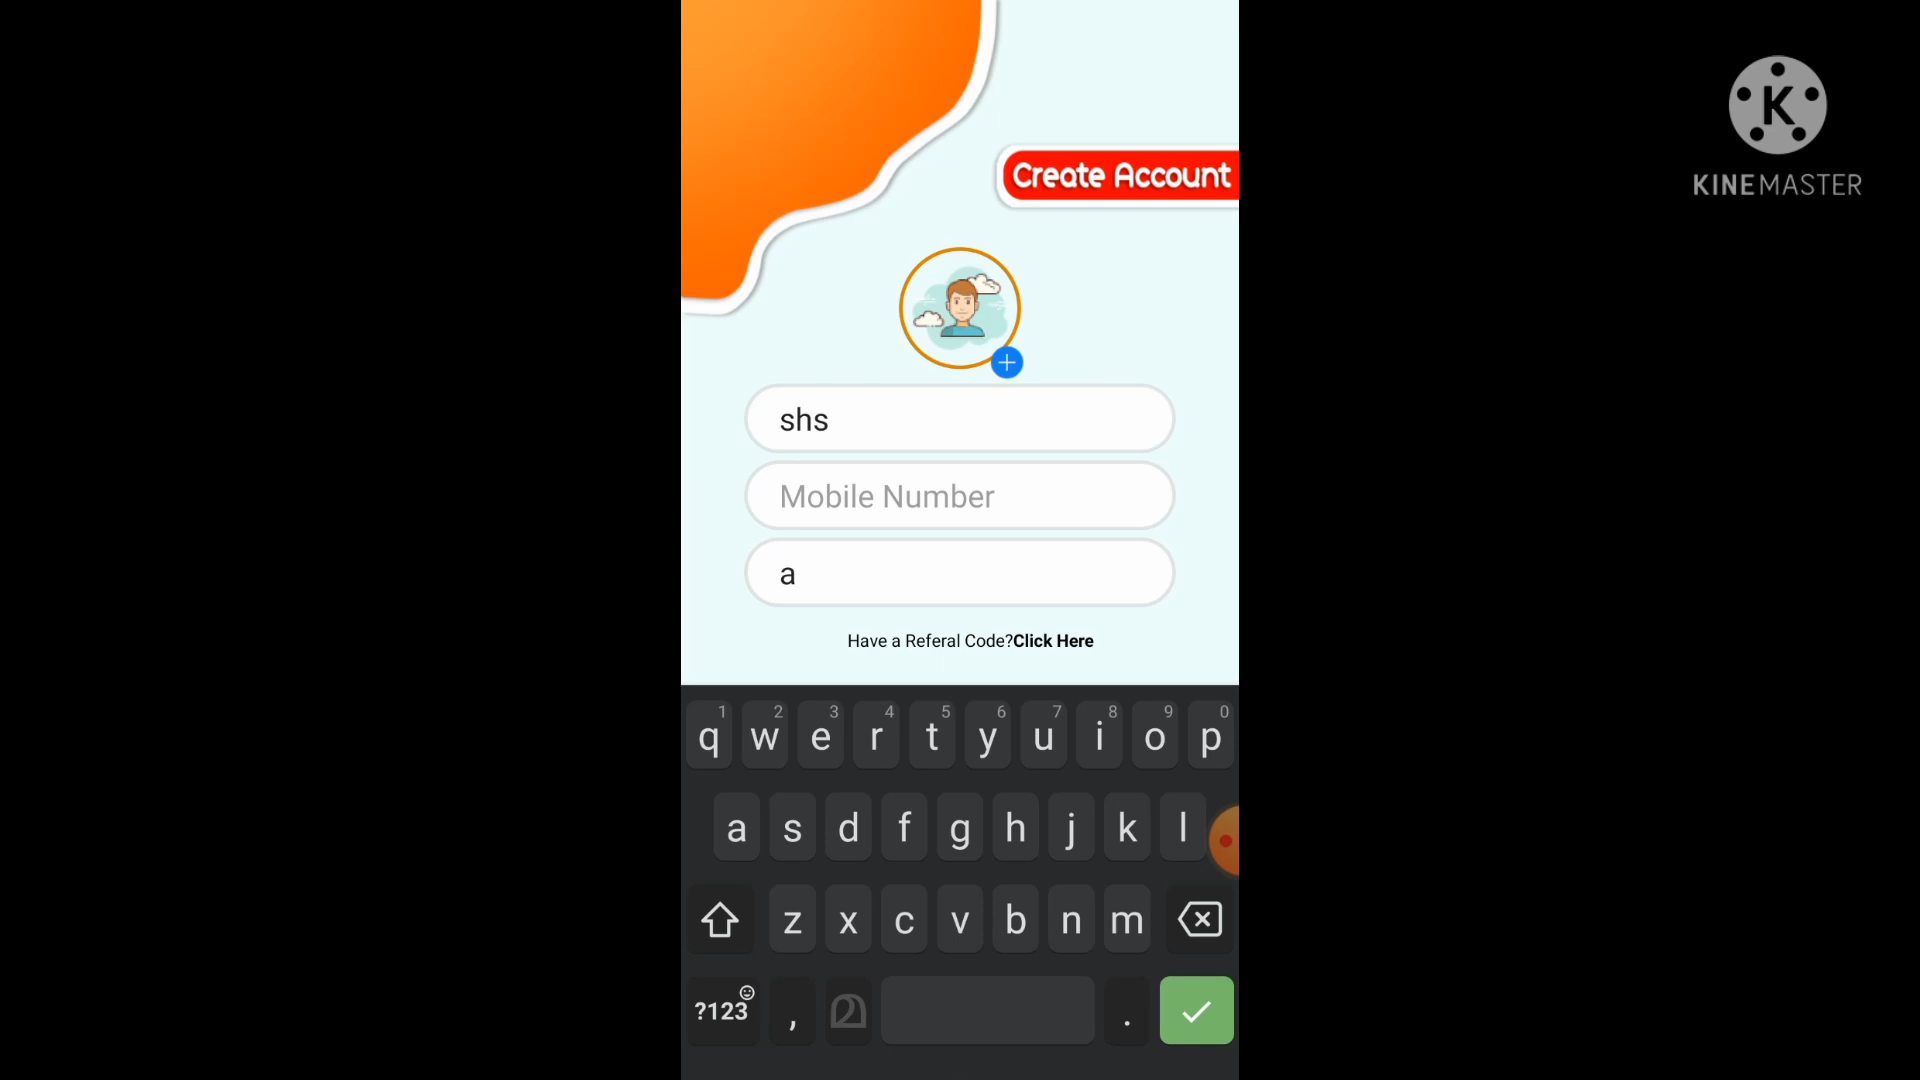 Create Account
KINEMASTER
shs
Mobile Number
a
Have a Referal Code?Click Here
1 2 3 4 5 6 7 8 9 0
q w e r t y u i o p
a s d f g h j k l
z x c v b n m
?123 , മ .